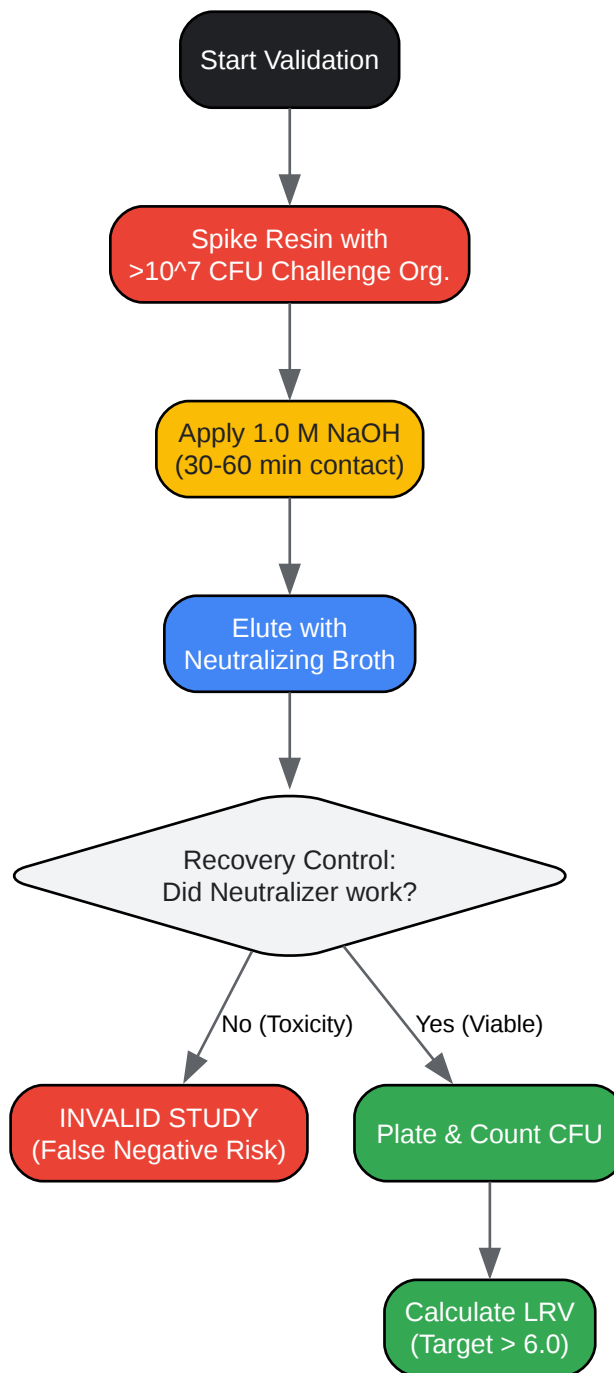 Start Validation
Spike Resin with
>10^7 CFU Challenge Org.
Apply 1.0 M NaOH
(30-60 min contact)
Elute with
Neutralizing Broth
Recovery Control:
Did Neutralizer work?
No (Toxicity)
Yes (Viable)
INVALID STUDY
(False Negative Risk)
Plate & Count CFU
Calculate LRV
(Target > 6.0)